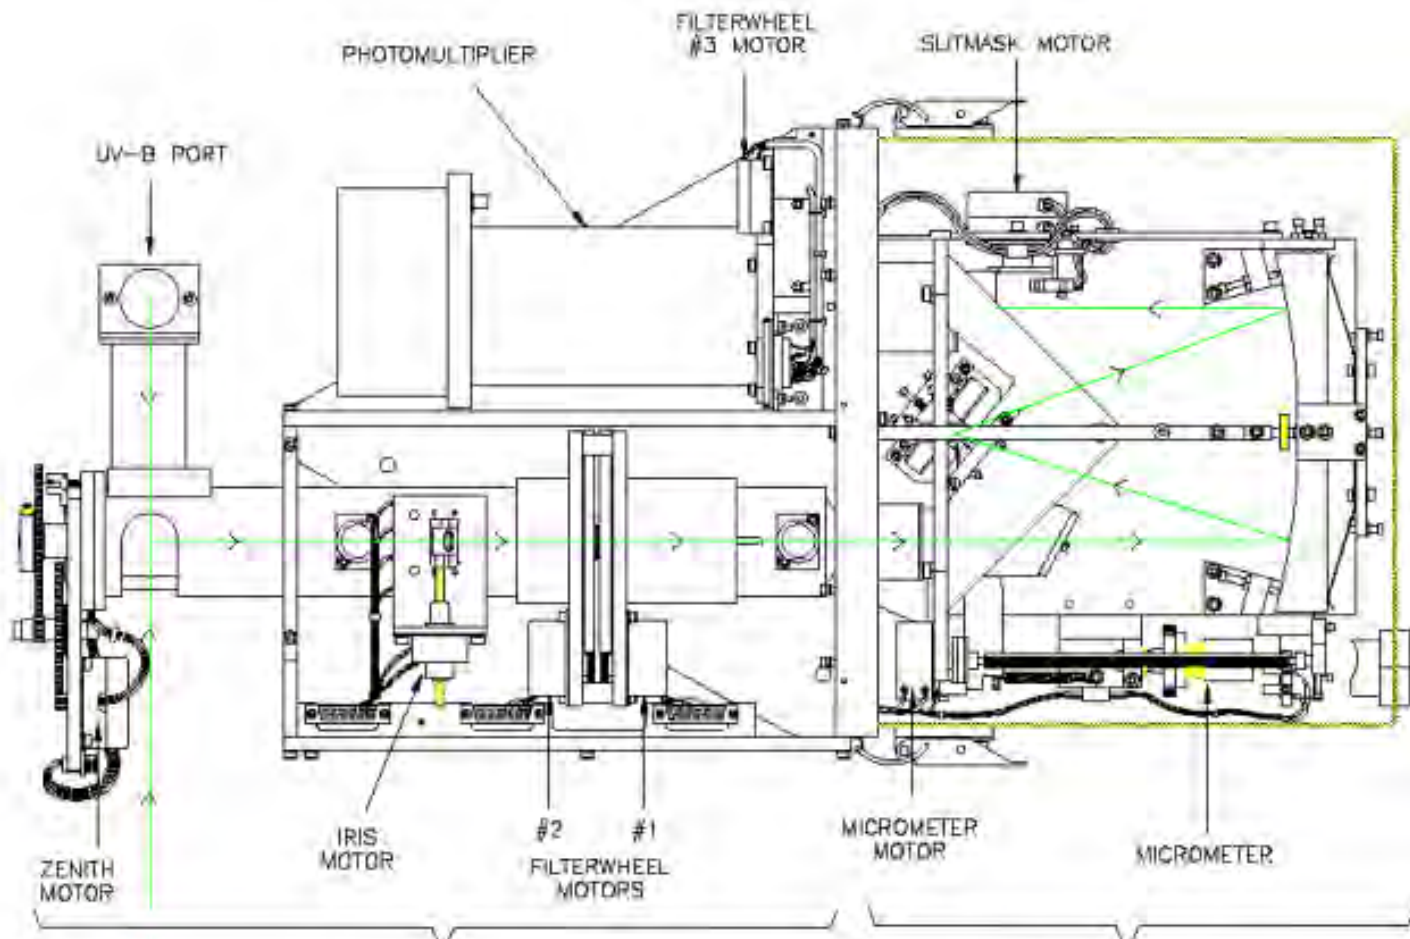 FILTERWHEEL
#3 MOTOR
PHOTOMULTIPLIER
SLITMASK MOTOR
UV-B PORT
ZENITH
MOTOR
IRIS
MOTOR
#2
#1
FILTERWHEEL
MOTORS
MICROMETER
MOTOR
MICROMETER